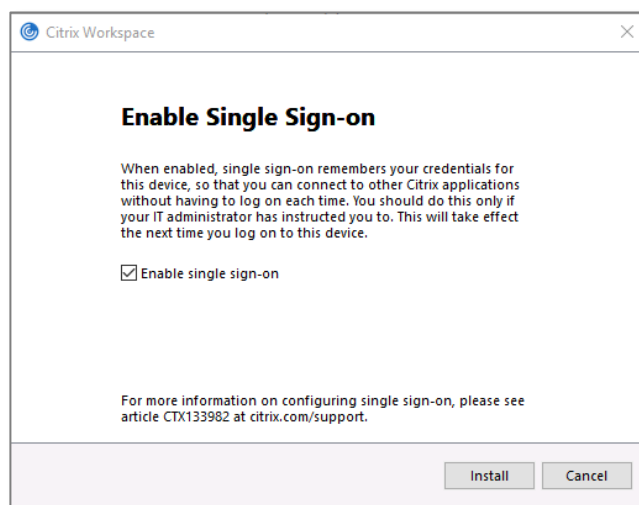 Citrix Workspace
Enable Single Sign-on
When enabled, single sign-on remembers your credentials for
this device, so that you can connect to other Citrix applications
without having to log on each time. You should do this only if
your IT administrator has instructed you to. This will take effect
the next time you log on to this device.
Enable single sign-on
For more information on configuring single sign-on, please see
article CTX133982 at citrix.com/support.
Install Cancel